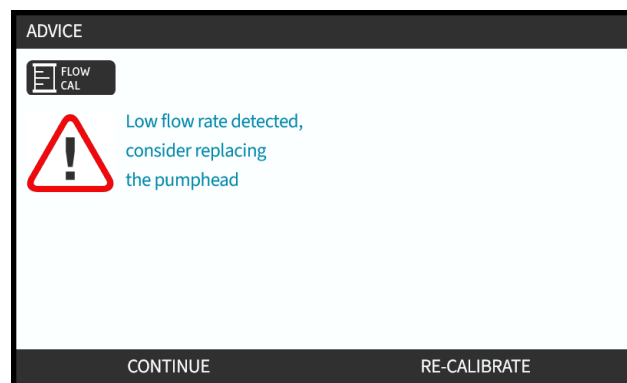 ADVICE
FLOW
CAL
Low flow rate detected,
consider replacing
the pumphead
CONTINUE
RE-CALIBRATE